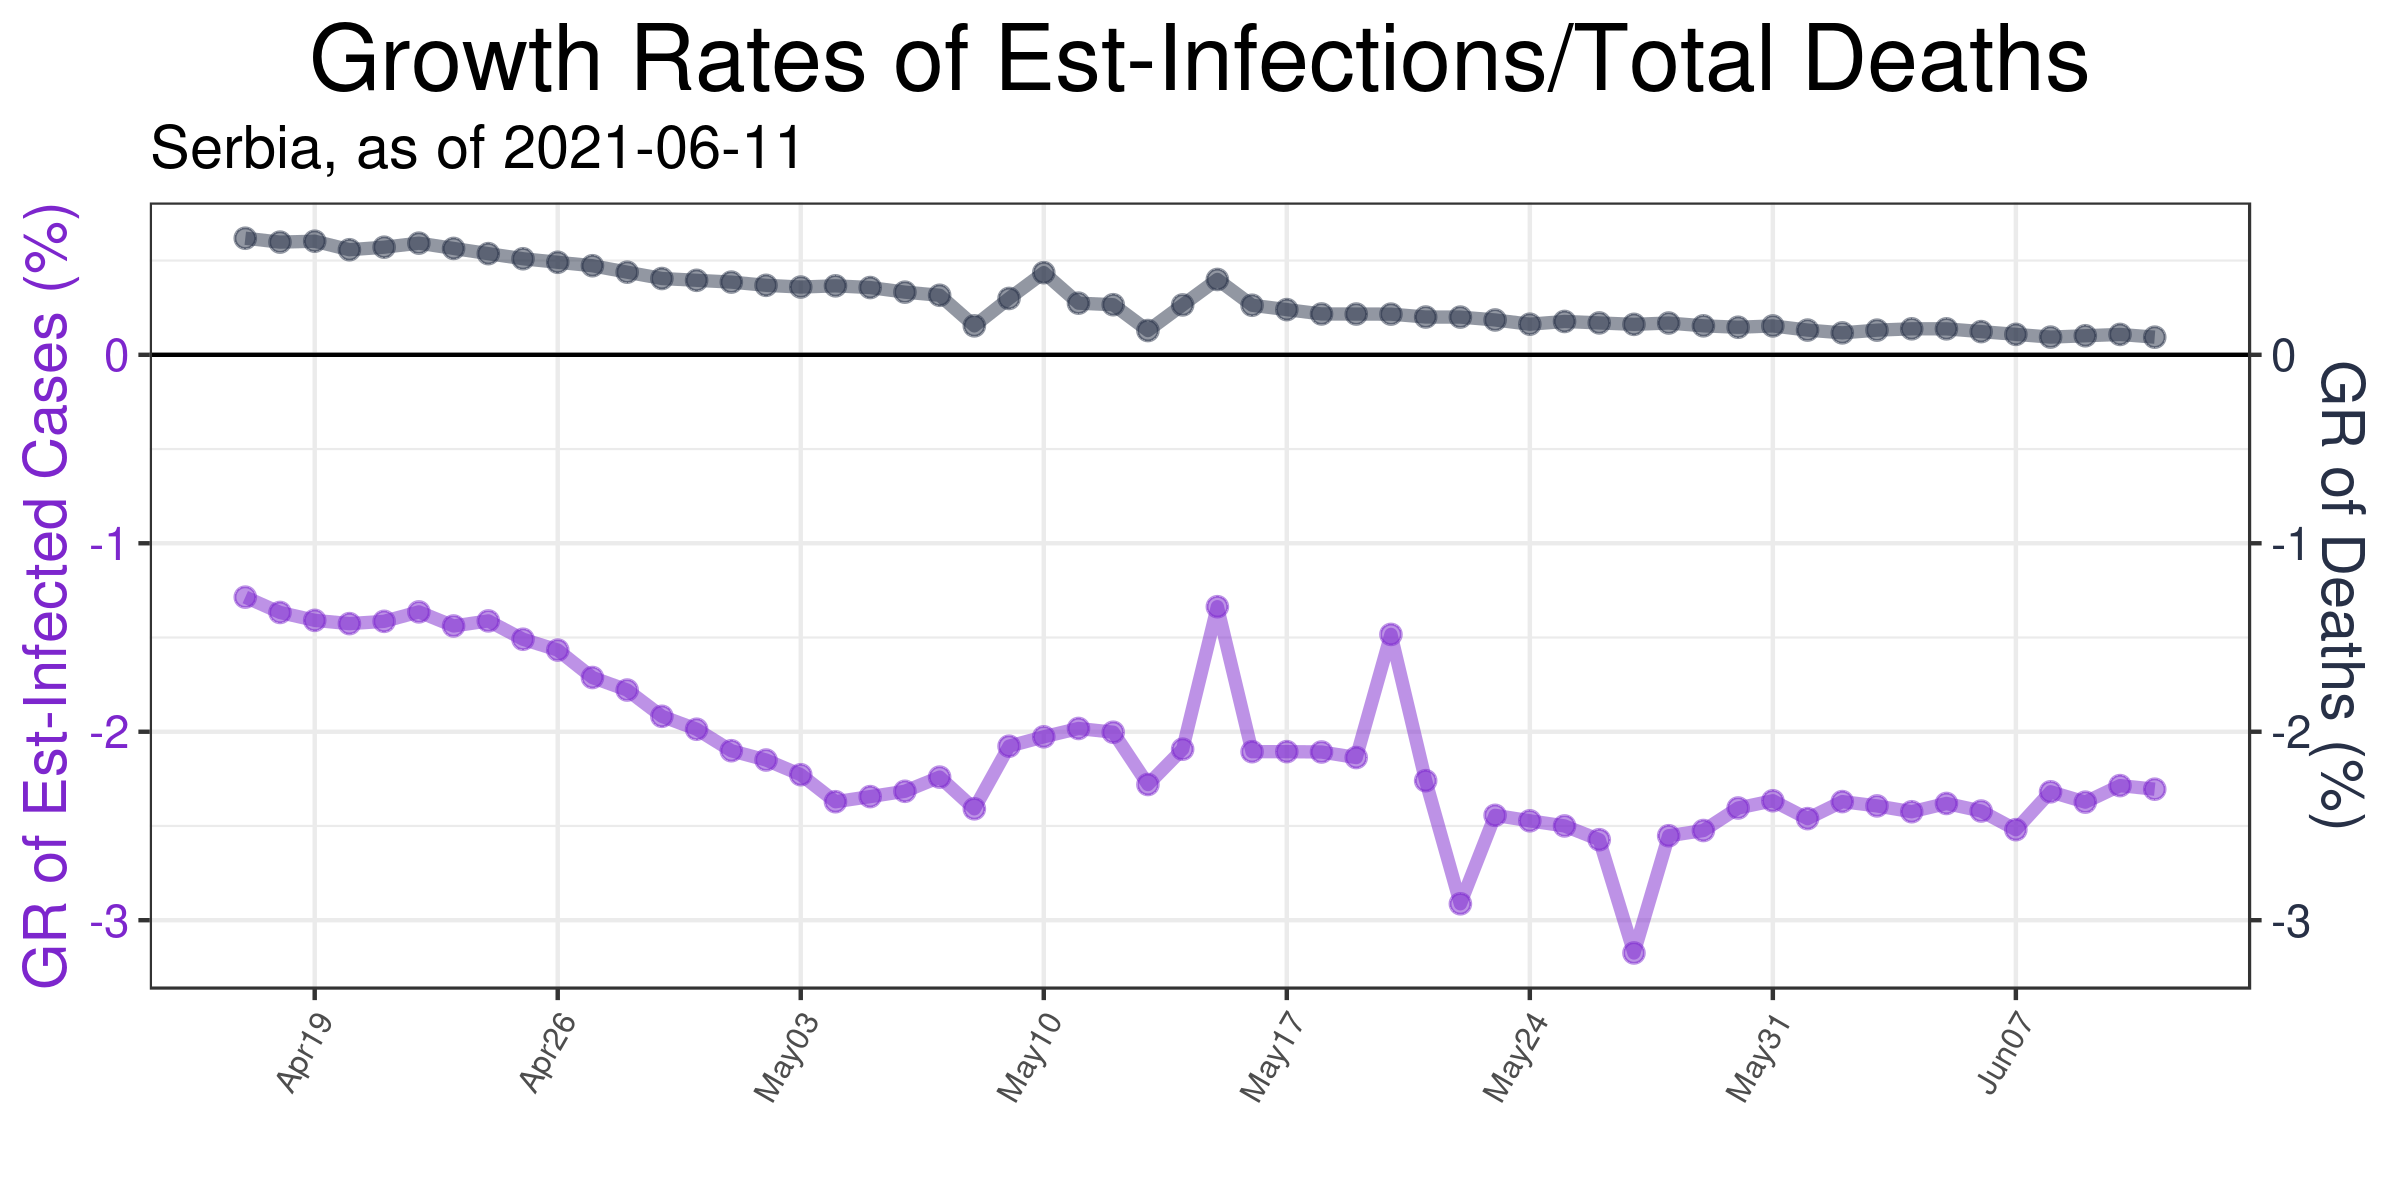 Growth Rates of Est-Infections/Total Deaths
Serbia, as of 2021-06-11
GR of Est-Infected Cases (%)
0
-1
-2
-3
0
-1
-2
-3
GR of Deaths (%)
Apr19
Apr26
May03
May10
May17
May24
May31
Jun07